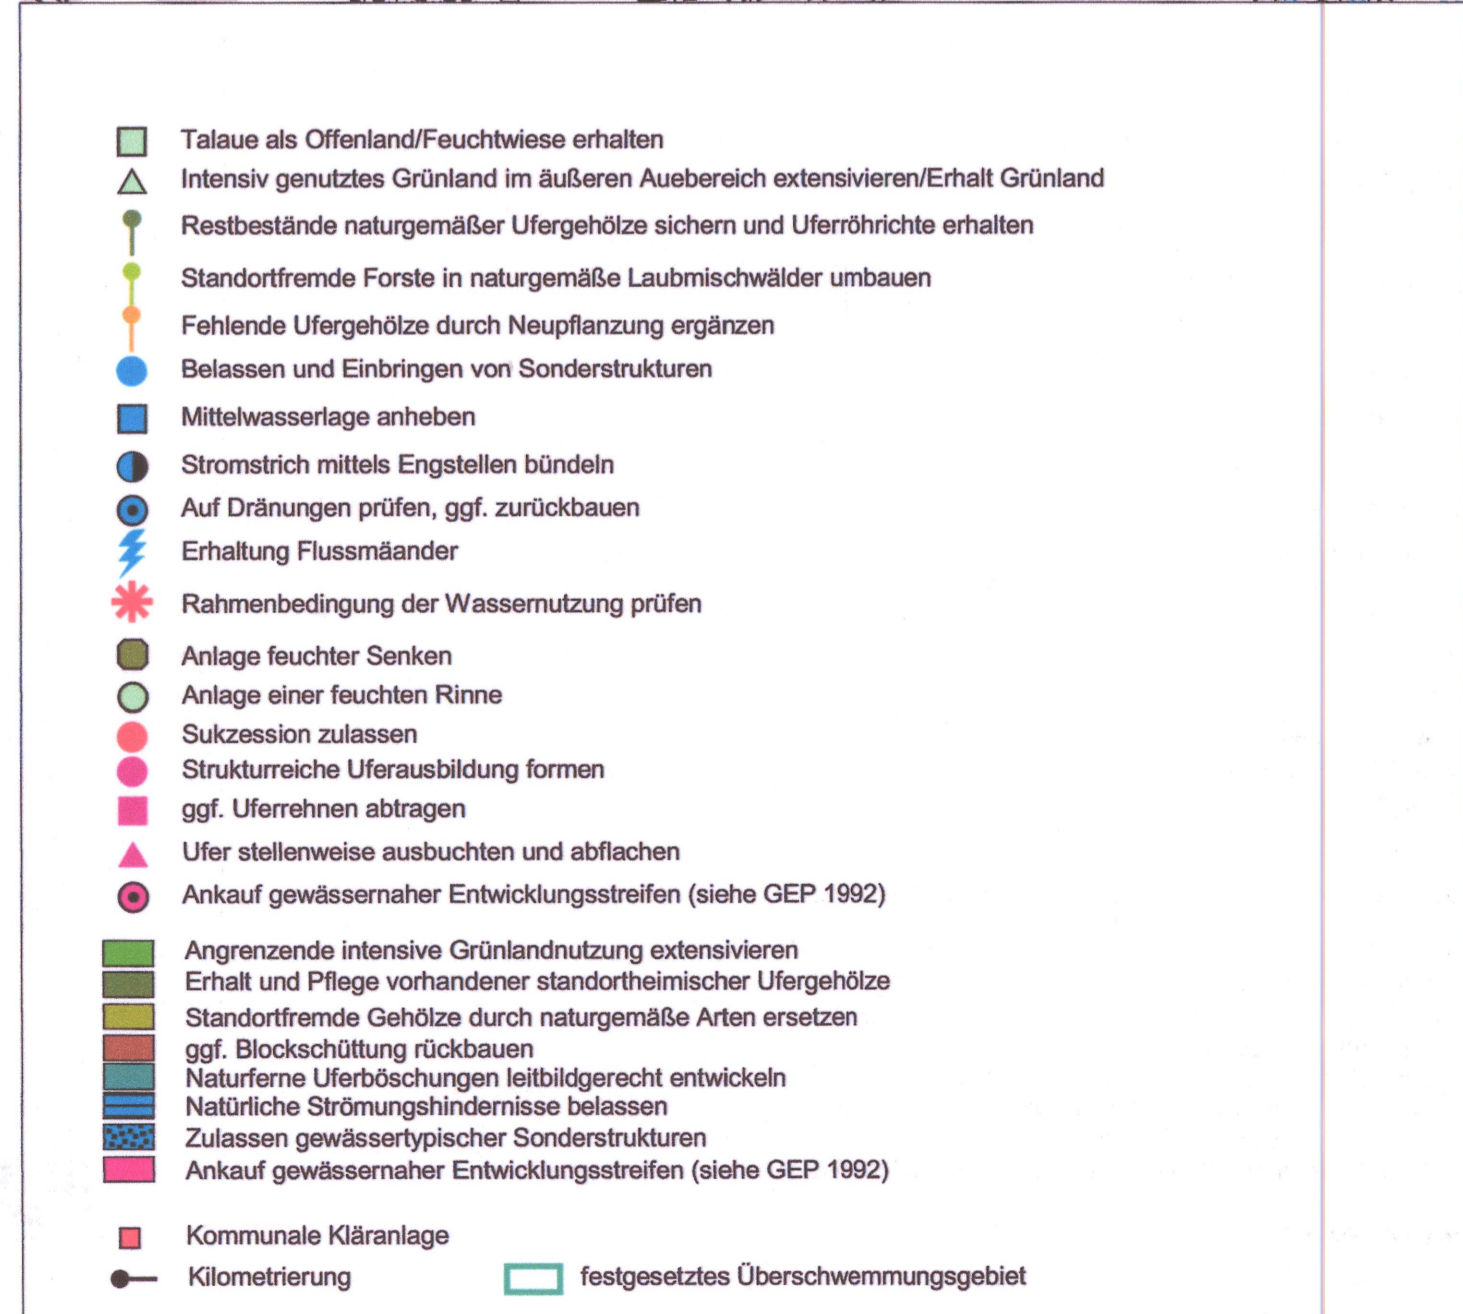 Talaue als Offenland/Feuchtwiese erhalten
Intensiv genutztes Grünland im äußeren Auebereich extensivieren/Erhalt Grünland
Restbestände naturgemäßer Ufergehölze sichern und Uferröhrichte erhalten
Standortfremde Forste in naturgemäße Laubmischwälder umbauen
Fehlende Ufergehölze durch Neupflanzung ergänzen
Belassen und Einbringen von Sonderstrukturen
Mittelwasserlage anheben
Stromstrich mittels Engstellen bündeln
Auf Dränungen prüfen, ggf. zurückbauen
Erhaltung Flussmäander
Rahmenbedingung der Wassernutzung prüfen
Anlage feuchter Senken
Anlage einer feuchten Rinne
Sukzession zulassen
Strukturreiche Uferausbildung formen
ggf. Uferrehnen abtragen
Ufer stellenweise ausbuchten und abflachen
Ankauf gewässernaher Entwicklungsstreifen (siehe GEP 1992)
Angrenzende intensive Grünlandnutzung extensivieren
Erhalt und Pflege vorhandener standortheimischer Ufergehölze
Standortfremde Gehölze durch naturgemäße Arten ersetzen
ggf. Blockschüttung rückbauen
Naturferne Uferböschungen leitbildgerecht entwickeln
Natürliche Strömungshindernisse belassen
Zulassen gewässertypischer Sonderstrukturen
Ankauf gewässernaher Entwicklungsstreifen (siehe GEP 1992)
Kommunale Kläranlage
Kilometrierung festgesetztes Überschwemmungsgebiet